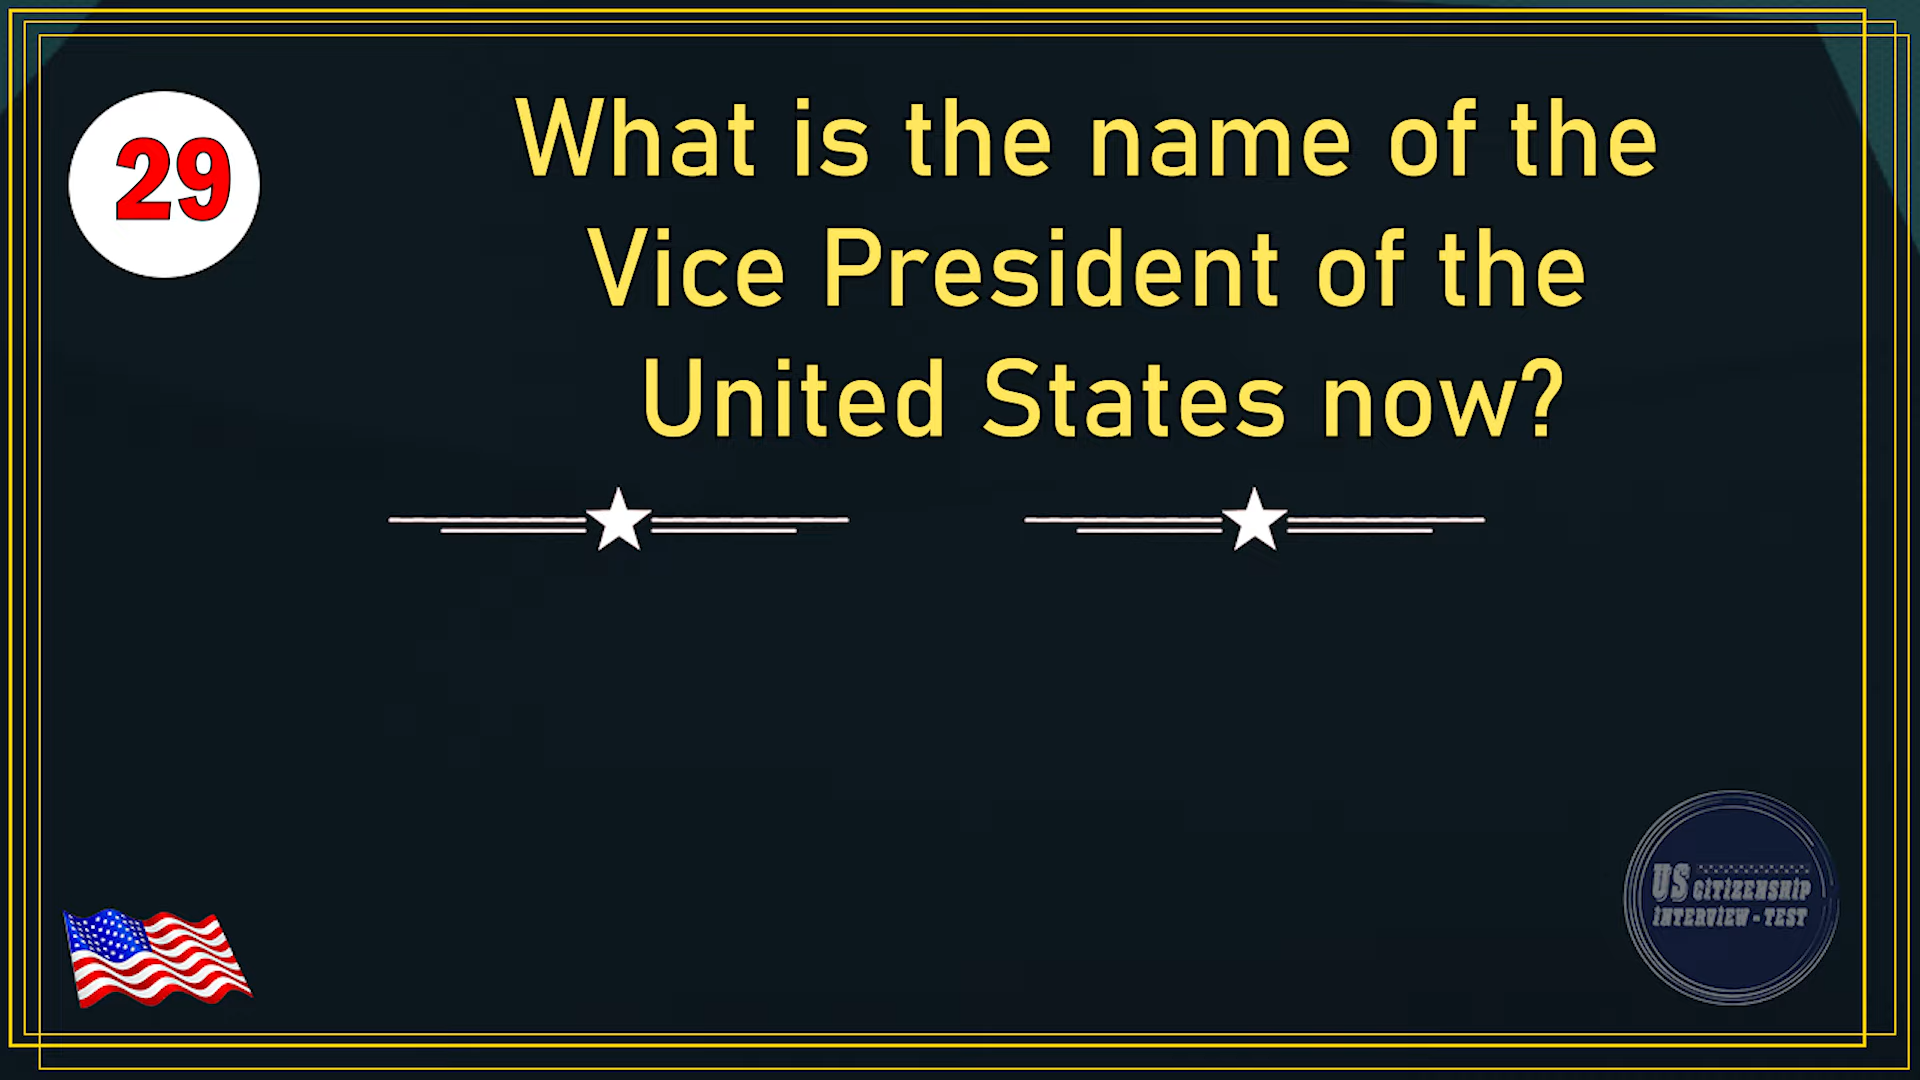 29
What is the name of the
Vice President of the
United States now?
US CITIZENSHIP
INTERVIEW - TEST